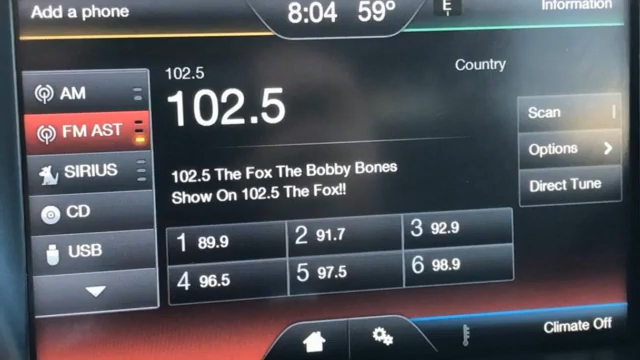 Add a phone
8:04 59° E Information
102.5
Country
102.5
AM
FM AST
SIRIUS
CD
USB
102.5 The Fox The Bobby Bones
Show On 102.5 The Fox!!
Scan
Options
Direct Tune
1 89.9 2 91.7 3 92.9
4 96.5 5 97.5 6 98.9
Climate Off